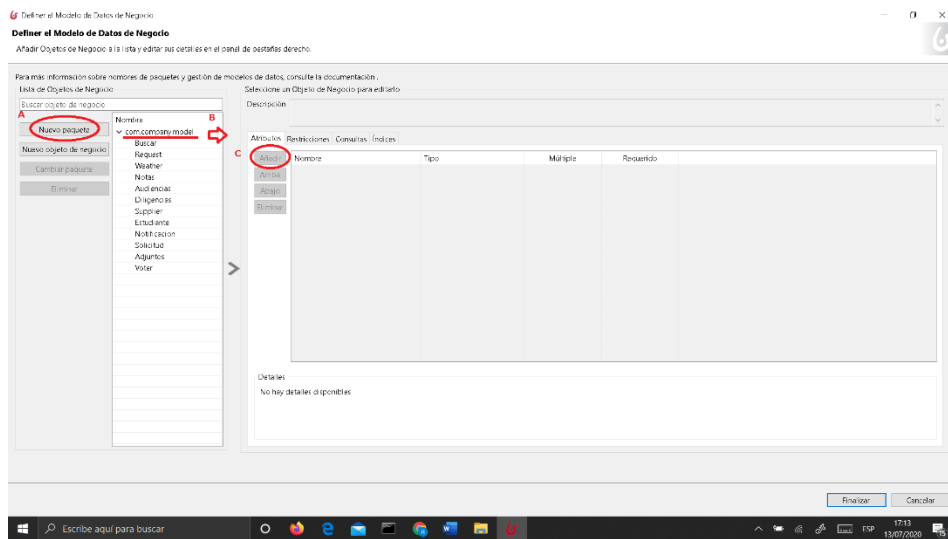 Definer el Modelo de Datos de Negocio
Definer el Modelo de Datos de Negocio
Añadir Objetos de Negocio a la lista y editar sus detalles en el panel de pestañas derecho.
Para más información sobre nombres de paquetes y gestión de modelos de datos, consulte la documentación .
Lista de Objetos de Negocio
Buscar objeto de negocio
A
Nuevo paquete
Nuevo objeto de negocio
Cambiar paquete
Eliminar
Nombre
B
com.company.model
Buscar
Request
Weather
Notas
Audiencias
Diligencias
Supplier
Estudiante
Notificacion
Solicitud
Adjuntos
Voter
>
Seleccione un Objeto de Negocio para editarlo
Descripción
Atributos Restricciones Consultas Índices
C
Añadir
Arriba
Abajo
Eliminar
Nombre Tipo Múltiple Requerido
Detalles
No hay detalles disponibles
Finalizar Cancelar
Escribe aquí para buscar
ESP
17:13
13/07/2020